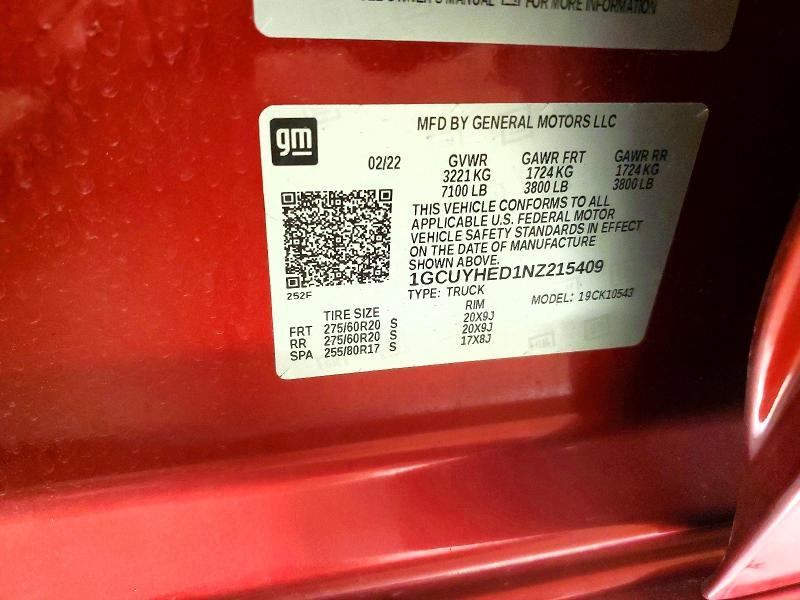 OWNER'S MANUAL FOR MORE INFORMATION
gm
MFD BY GENERAL MOTORS LLC
02/22 GVWR GAWR FRT GAWR RR
3221 KG 1724 KG 1724 KG
7100 LB 3800 LB 3800 LB
THIS VEHICLE CONFORMS TO ALL
APPLICABLE U.S. FEDERAL MOTOR
VEHICLE SAFETY STANDARDS IN EFFECT
ON THE DATE OF MANUFACTURE
SHOWN ABOVE.
1GCUYHED1NZ215409
252F
TYPE: TRUCK MODEL: 19CK10543
TIRE SIZE RIM
FRT 275/60R20 S 20X9J
RR 275/60R20 S 20X9J
SPA 255/80R17 S 17X8J